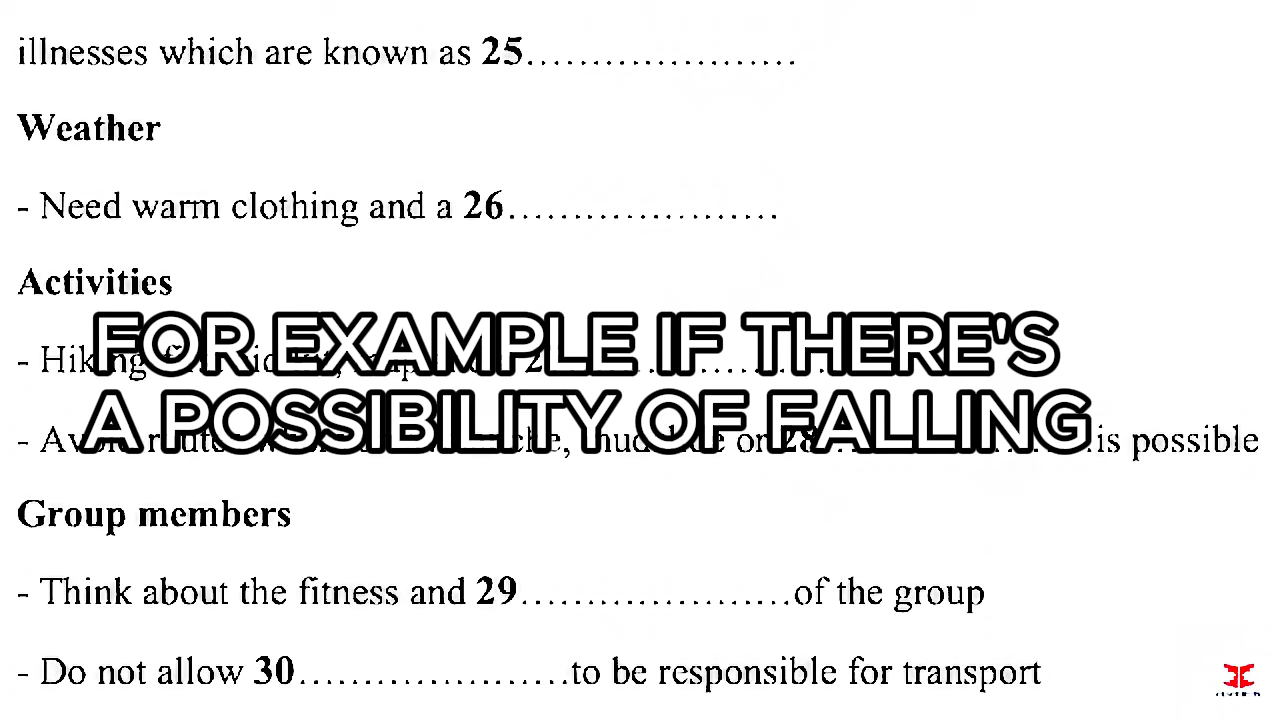 illnesses which are known as 25.....................
Weather
- Need warm clothing and a 26.....................
Activities
FOR EXAMPLE IF THERE'S
A POSSIBILITY OF FALLING
or is possible
Group members
- Think about the fitness and 29.....................of the group
- Do not allow 30.....................to be responsible for transport